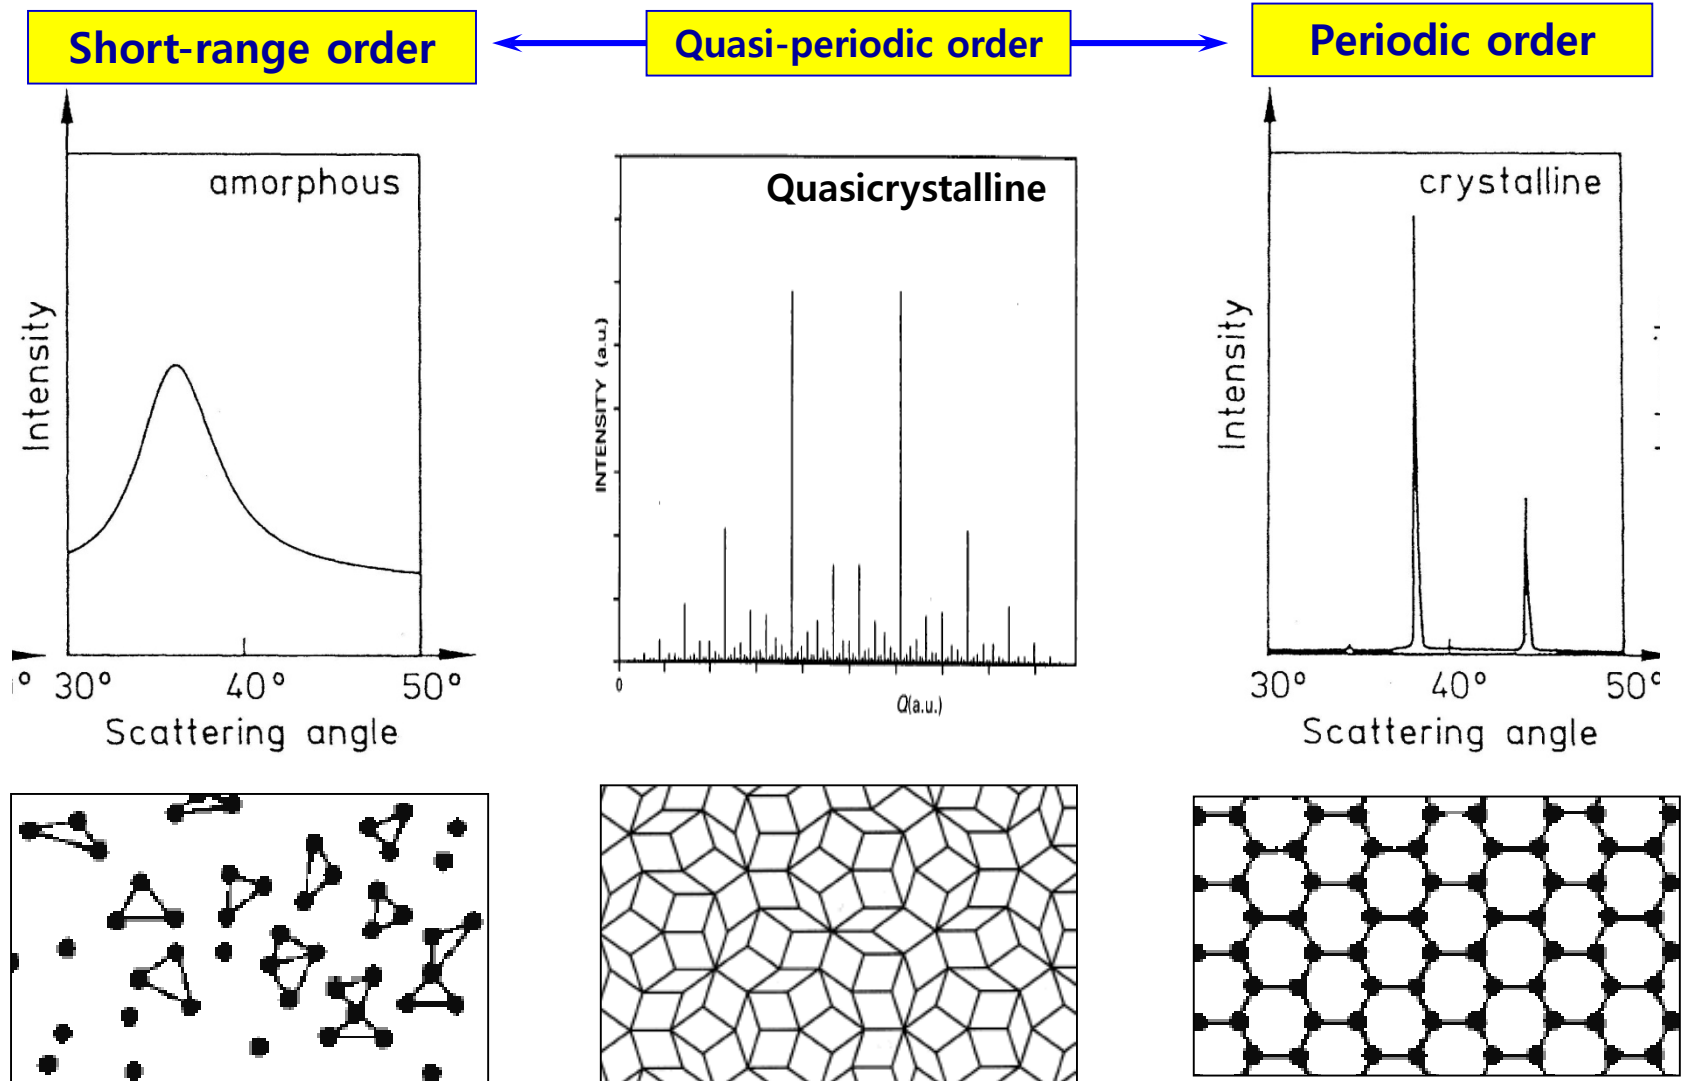 Short-range order
Quasi-periodic order
Periodic order
amorphous
Intensity
30° 40° 50°
Scattering angle
Quasicrystalline
INTENSITY (a.u.)
0
Q(a.u.)
crystalline
Intensity
30° 40° 50°
Scattering angle